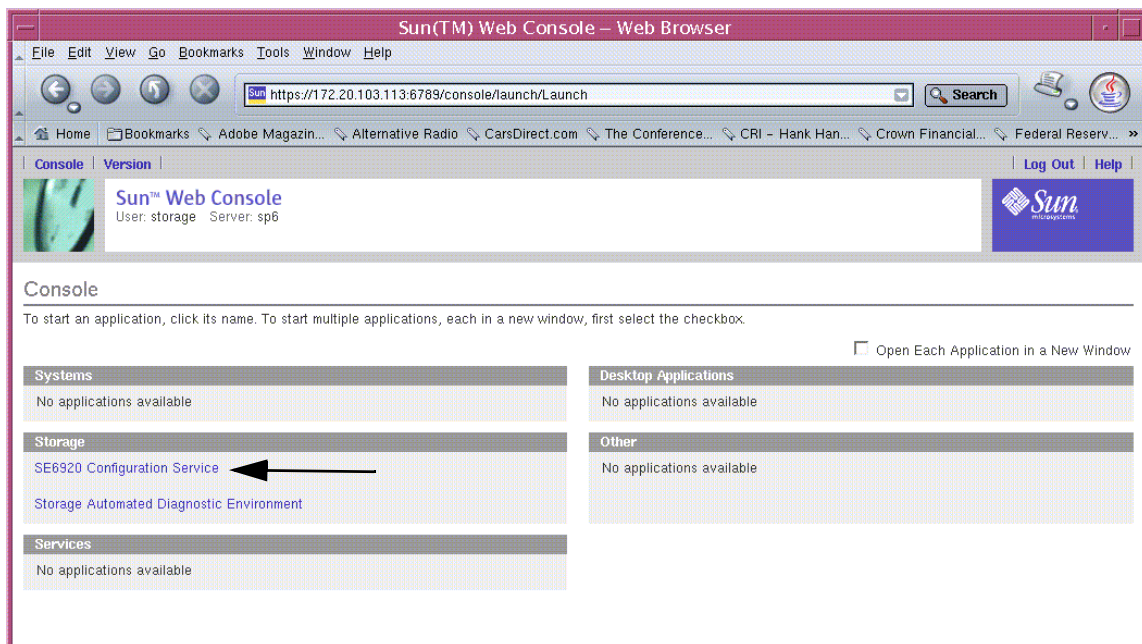 Sun(TM) Web Console – Web Browser
File Edit View Go Bookmarks Tools Window Help
Sun https://172.20.103.113:6789/console/launch/Launch Search
Home Bookmarks Adobe Magazin... Alternative Radio CarsDirect.com The Conference... CRI – Hank Han... Crown Financial... Federal Reserv... »
Console Version Log Out Help
Sun™ Web Console
User: storage Server: sp6
Sun
microsystems
Console
To start an application, click its name. To start multiple applications, each in a new window, first select the checkbox.
Open Each Application in a New Window
Systems
No applications available
Desktop Applications
No applications available
Storage
SE6920 Configuration Service
Storage Automated Diagnostic Environment
Other
No applications available
Services
No applications available